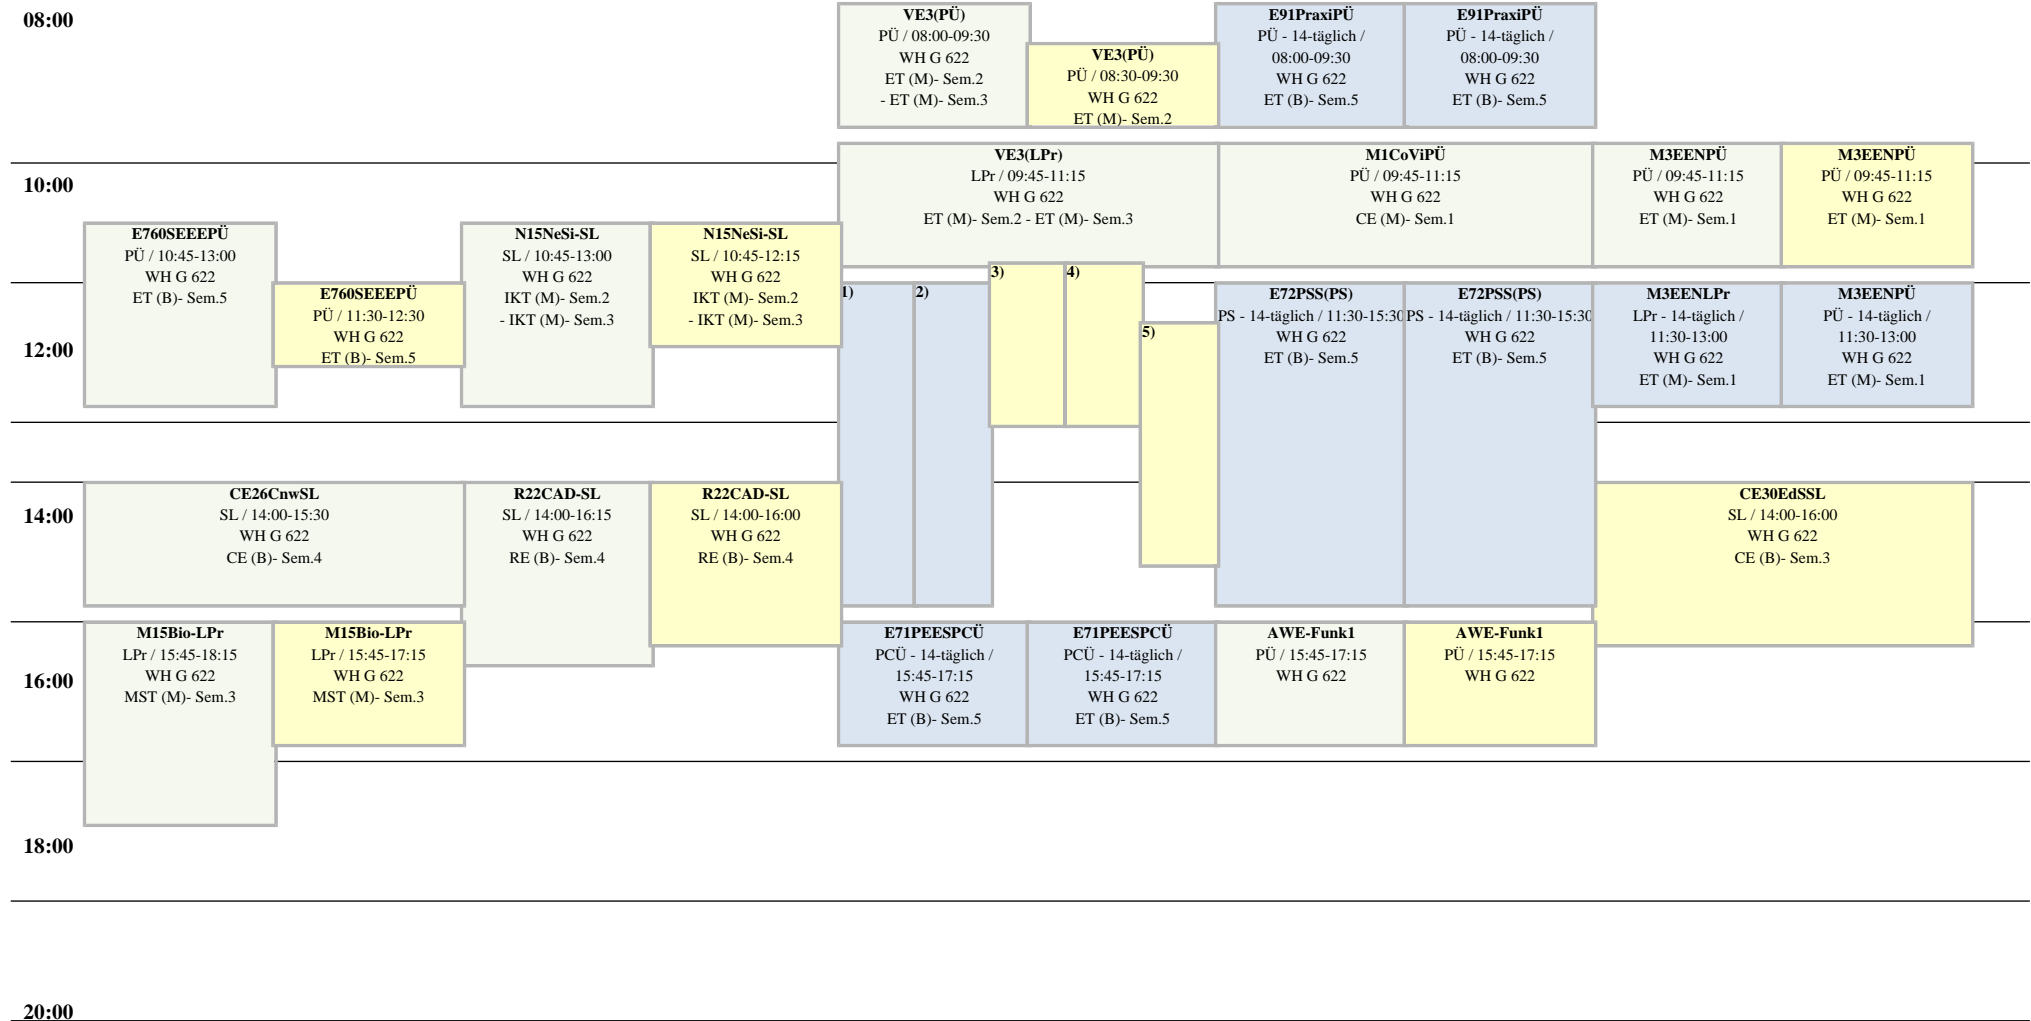 08:00
VE3(PÜ)
PÜ / 08:00-09:30
WH G 622
ET (M)- Sem.2
- ET (M)- Sem.3
VE3(PÜ)
PÜ / 08:30-09:30
WH G 622
ET (M)- Sem.2
E91PraxiPÜ
PÜ - 14-täglich /
08:00-09:30
WH G 622
ET (B)- Sem.5
E91PraxiPÜ
PÜ - 14-täglich /
08:00-09:30
WH G 622
ET (B)- Sem.5
10:00
VE3(LPr)
LPr / 09:45-11:15
WH G 622
ET (M)- Sem.2 - ET (M)- Sem.3
M1CoViPÜ
PÜ / 09:45-11:15
WH G 622
CE (M)- Sem.1
M3EENPÜ
PÜ / 09:45-11:15
WH G 622
ET (M)- Sem.1
M3EENPÜ
PÜ / 09:45-11:15
WH G 622
ET (M)- Sem.1
E760SEEEPÜ
PÜ / 10:45-13:00
WH G 622
ET (B)- Sem.5
E760SEEEPÜ
PÜ / 11:30-12:30
WH G 622
ET (B)- Sem.5
N15NeSi-SL
SL / 10:45-13:00
WH G 622
IKT (M)- Sem.2
- IKT (M)- Sem.3
N15NeSi-SL
SL / 10:45-12:15
WH G 622
IKT (M)- Sem.2
- IKT (M)- Sem.3
1)
2)
3)
4)
5)
E72PSS(PS)
PS - 14-täglich / 11:30-15:30
WH G 622
ET (B)- Sem.5
E72PSS(PS)
PS - 14-täglich / 11:30-15:30
WH G 622
ET (B)- Sem.5
M3EENLPr
LPr - 14-täglich /
11:30-13:00
WH G 622
ET (M)- Sem.1
M3EENPÜ
PÜ - 14-täglich /
11:30-13:00
WH G 622
ET (M)- Sem.1
12:00
14:00
CE26CnwSL
SL / 14:00-15:30
WH G 622
CE (B)- Sem.4
R22CAD-SL
SL / 14:00-16:15
WH G 622
RE (B)- Sem.4
R22CAD-SL
SL / 14:00-16:00
WH G 622
RE (B)- Sem.4
CE30EdSSL
SL / 14:00-16:00
WH G 622
CE (B)- Sem.3
16:00
M15Bio-LPr
LPr / 15:45-18:15
WH G 622
MST (M)- Sem.3
M15Bio-LPr
LPr / 15:45-17:15
WH G 622
MST (M)- Sem.3
E71PEESPCÜ
PCÜ - 14-täglich /
15:45-17:15
WH G 622
ET (B)- Sem.5
E71PEESPCÜ
PCÜ - 14-täglich /
15:45-17:15
WH G 622
ET (B)- Sem.5
AWE-Funk1
PÜ / 15:45-17:15
WH G 622
AWE-Funk1
PÜ / 15:45-17:15
WH G 622
18:00
20:00